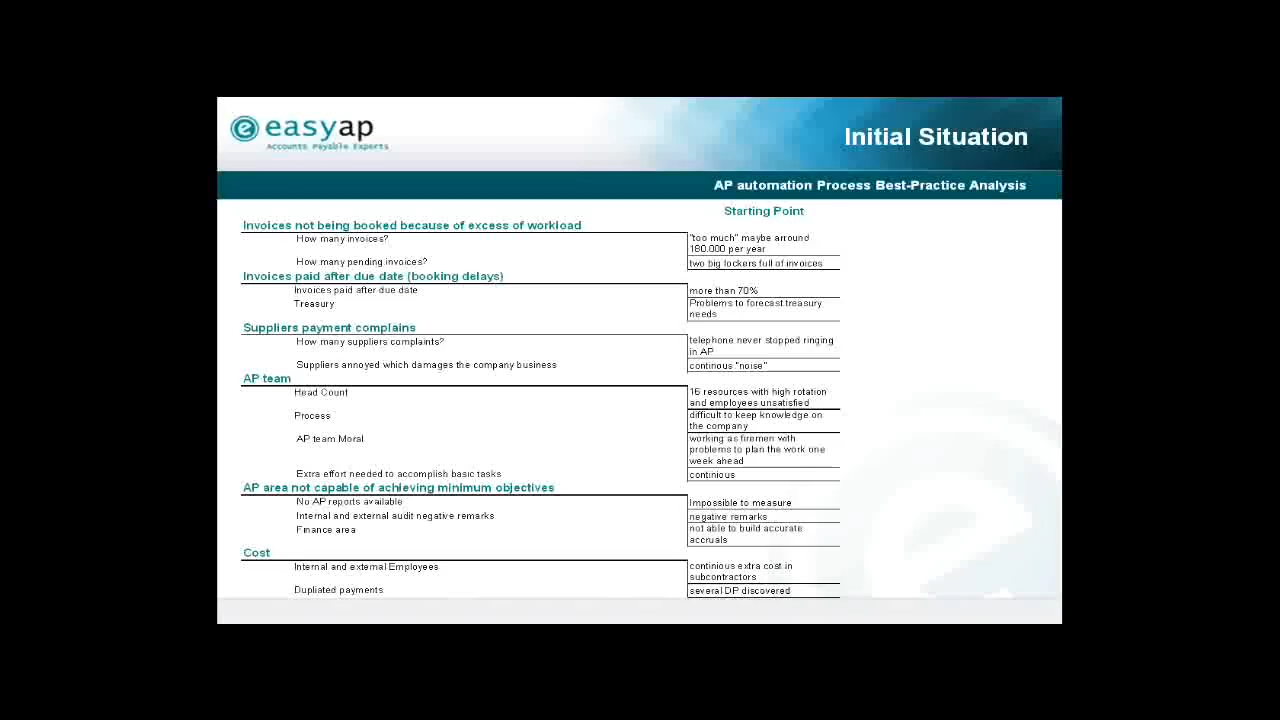 easyap
Accounts Payable Experts
Initial Situation
AP automation Process Best-Practice Analysis
Starting Point
Invoices not being booked because of excess of workload
How many invoices?
"too much" maybe arround
180.000 per year
How many pending invoices?
two big lockers full of invoices
Invoices paid after due date (booking delays)
Invoices paid after due date
more than 70%
Treasury
Problems to forecast treasury
needs
Suppliers payment complains
How many suppliers complaints?
telephone never stopped ringing
in AP
Suppliers annoyed which damages the company business
continous "noise"
AP team
Head Count
16 resources with high rotation
and employees unsatisfied
Process
difficult to keep knowledge on
the company
AP team Moral
working as firemen with
problems to plan the work one
week ahead
Extra effort needed to accomplish basic tasks
continious
AP area not capable of achieving minimum objectives
No AP reports available
Impossible to measure
Internal and external audit negative remarks
negative remarks
Finance area
not able to build accurate
accruals
Cost
Internal and external Employees
continious extra cost in
subcontractors
Dupliated payments
several DP discovered